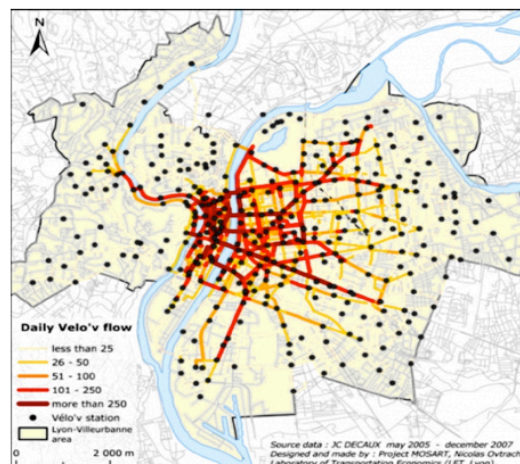 N
Daily Velo'v flow
less than 25
26 - 50
51 - 100
101 - 250
more than 250
Vélo'v station
Lyon-Villeurbanne
area
0 2 000 m
Source data : JC DECAUX may 2005 - december 2007
Designed and made by : Project MOSART, Nicolas Ovtrach
Laboratory of Transportation Economics (LET, Lyon)